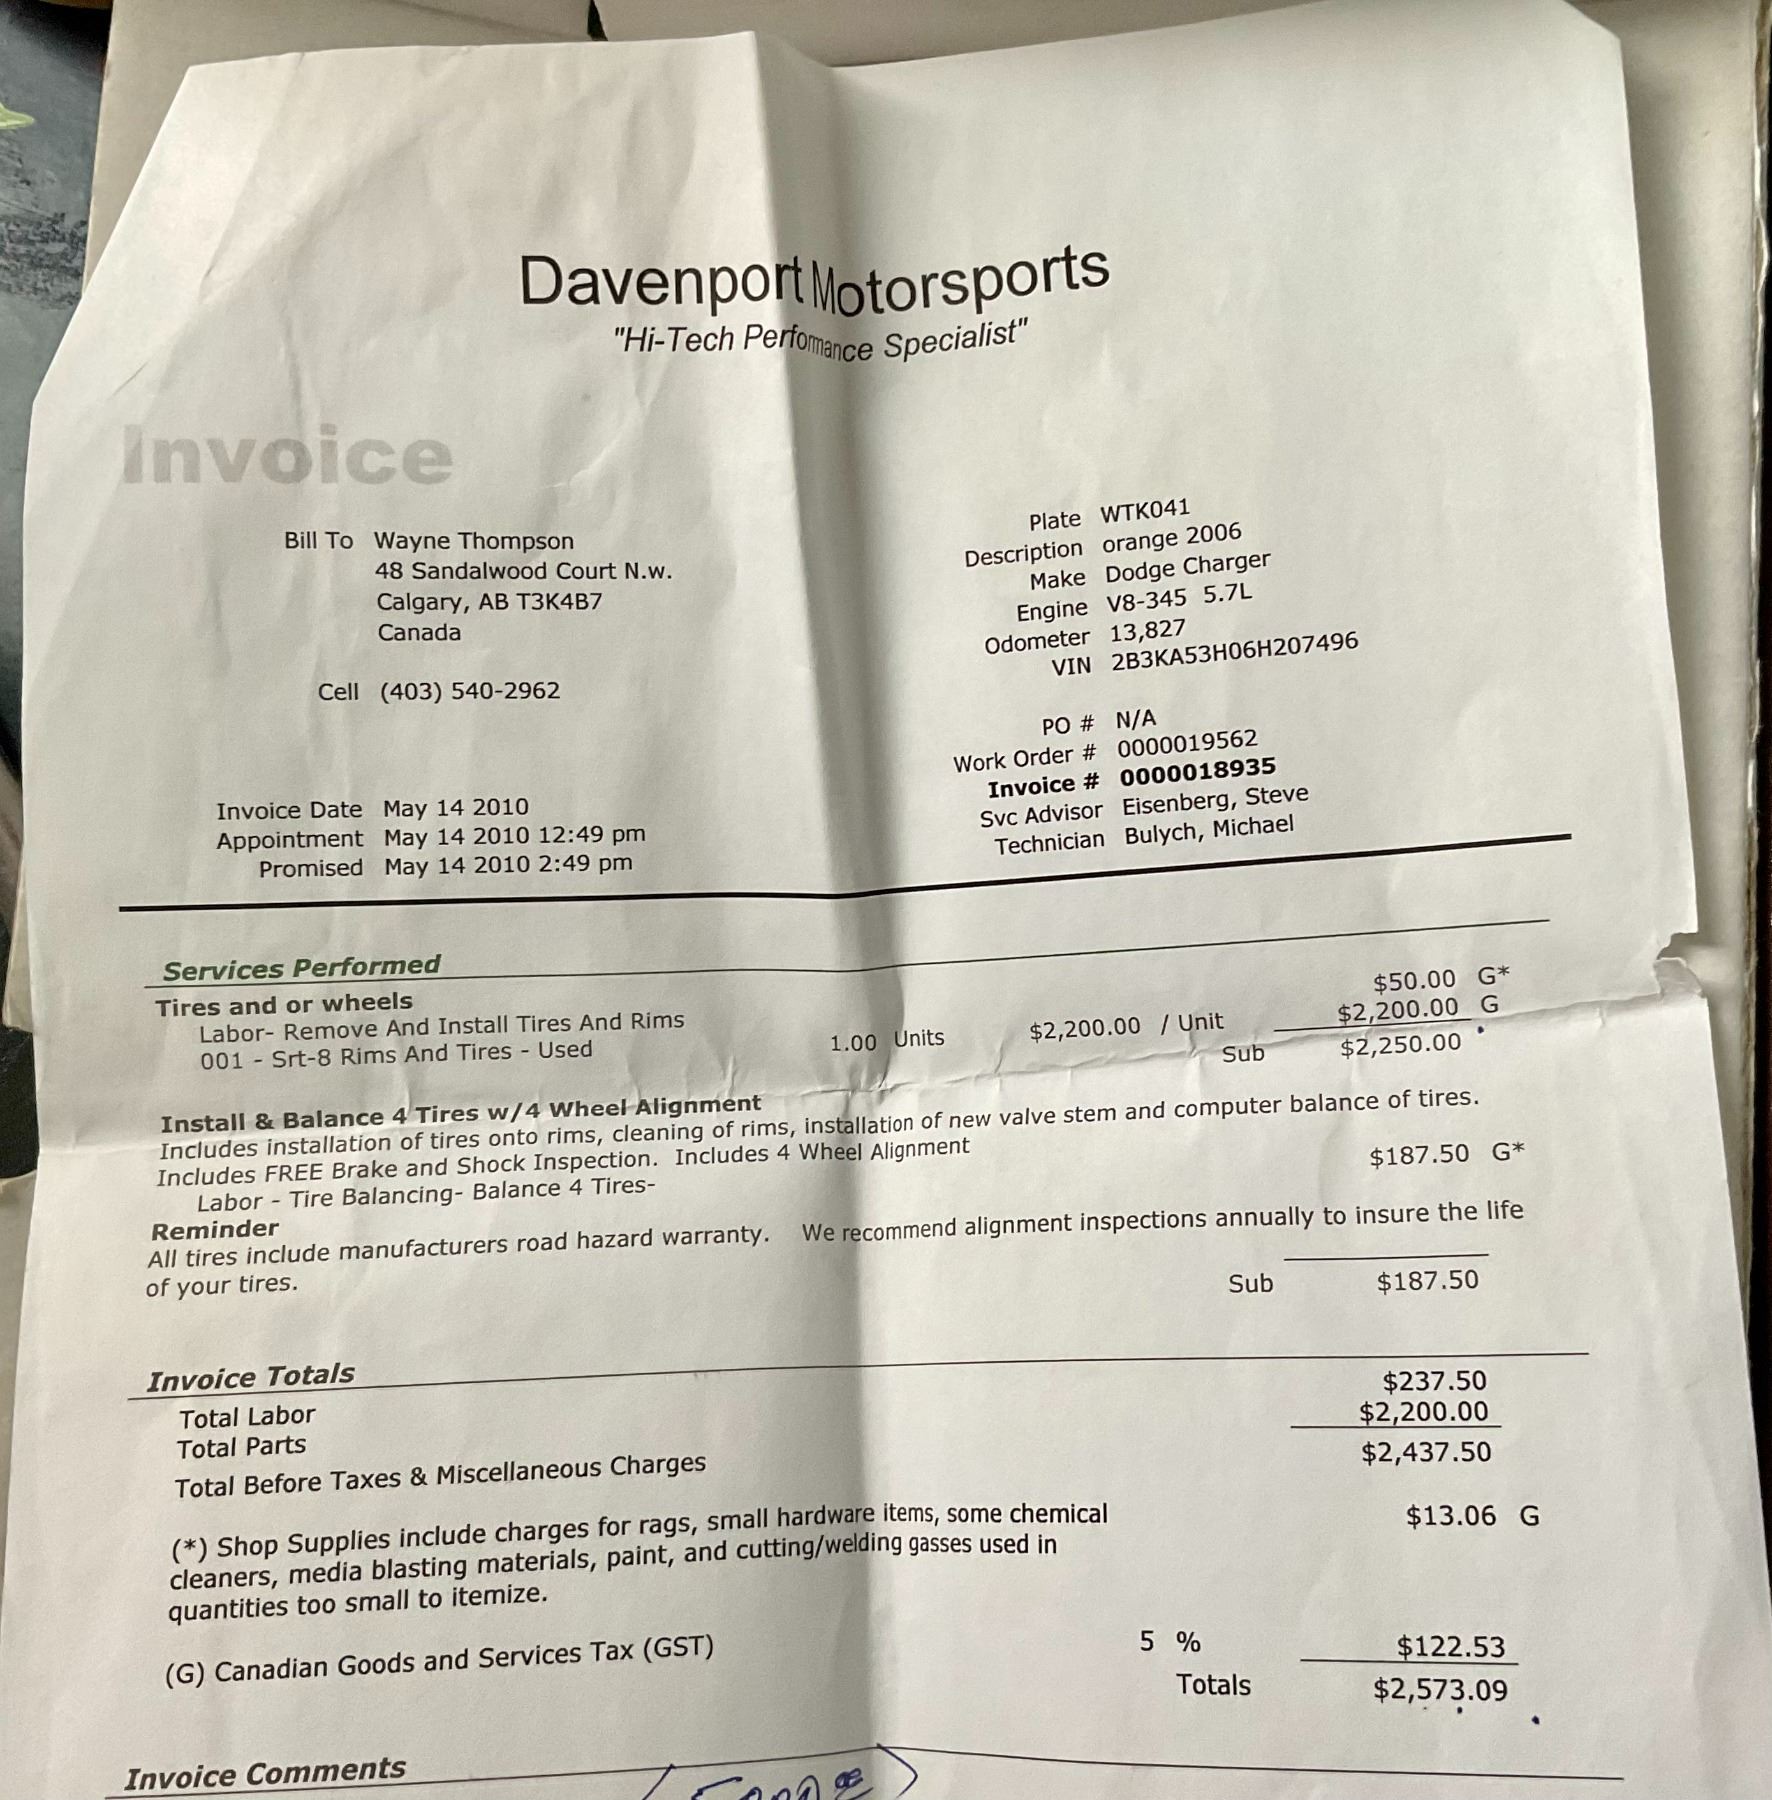 Davenport Motorsports
"Hi-Tech Performance Specialist"
Invoice
Bill To Wayne Thompson
48 Sandalwood Court N.w.
Calgary, AB T3K4B7
Canada
Cell (403) 540-2962
Plate WTK041
Description orange 2006
Make Dodge Charger
Engine V8-345 5.7L
Odometer 13,827
VIN 2B3KA53H06H207496
PO # N/A
Work Order # 0000019562
Invoice # 0000018935
Svc Advisor Eisenberg, Steve
Technician Bulych, Michael
Invoice Date May 14 2010
Appointment May 14 2010 12:49 pm
Promised May 14 2010 2:49 pm
Services Performed
Tires and or wheels
Labor- Remove And Install Tires And Rims $50.00 G*
001 - Srt-8 Rims And Tires - Used 1.00 Units $2,200.00 / Unit $2,200.00 G
Sub $2,250.00
Install & Balance 4 Tires w/4 Wheel Alignment
Includes installation of tires onto rims, cleaning of rims, installation of new valve stem and computer balance of tires.
Includes FREE Brake and Shock Inspection. Includes 4 Wheel Alignment
Labor - Tire Balancing- Balance 4 Tires- $187.50 G*
Reminder
All tires include manufacturers road hazard warranty. We recommend alignment inspections annually to insure the life
of your tires.
Sub $187.50
Invoice Totals
Total Labor $237.50
Total Parts $2,200.00
Total Before Taxes & Miscellaneous Charges $2,437.50
(*) Shop Supplies include charges for rags, small hardware items, some chemical $13.06 G
cleaners, media blasting materials, paint, and cutting/welding gasses used in
quantities too small to itemize.
(G) Canadian Goods and Services Tax (GST) 5 % $122.53
Totals $2,573.09
Invoice Comments